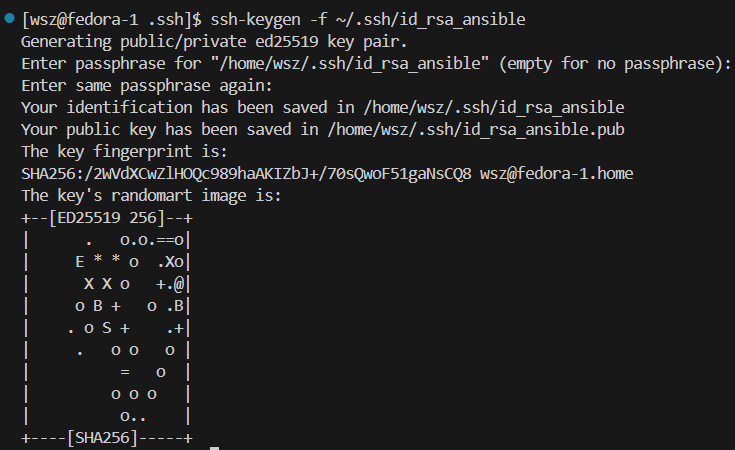 [wsz@fedora-1 .ssh]$ ssh-keygen -f ~/.ssh/id_rsa_ansible
Generating public/private ed25519 key pair.
Enter passphrase for "/home/wsz/.ssh/id_rsa_ansible" (empty for no passphrase):
Enter same passphrase again:
Your identification has been saved in /home/wsz/.ssh/id_rsa_ansible
Your public key has been saved in /home/wsz/.ssh/id_rsa_ansible.pub
The key fingerprint is:
SHA256:/2WVdXCwZlHOQc989haAKIZbJ+/70sQwoF51gaNsCQ8 wsz@fedora-1.home
The key's randomart image is:
+--[ED25519 256]--+
|      .   o.o.==o|
|     E * * o  .Xo|
|      X X o   +.@|
|     o B +   o .B|
|    . o S +    .+|
|     .   o o   o |
|          =   o  |
|         o o o   |
|          o..    |
+----[SHA256]-----+